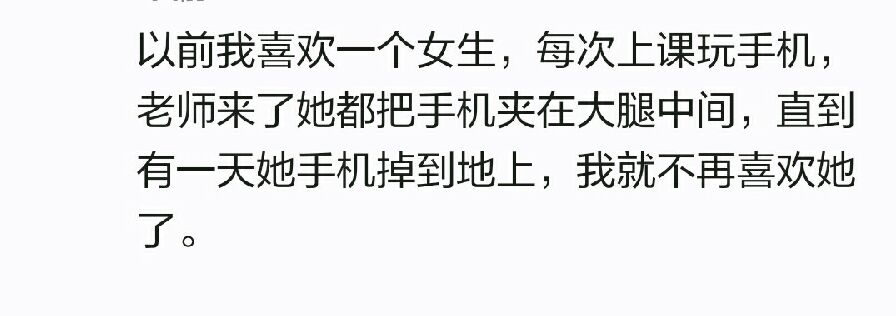 以前我喜欢一个女生，每次上课玩手机，
老师来了她都把手机夹在大腿中间，直到
有一天她手机掉到地上，我就不再喜欢她
了。